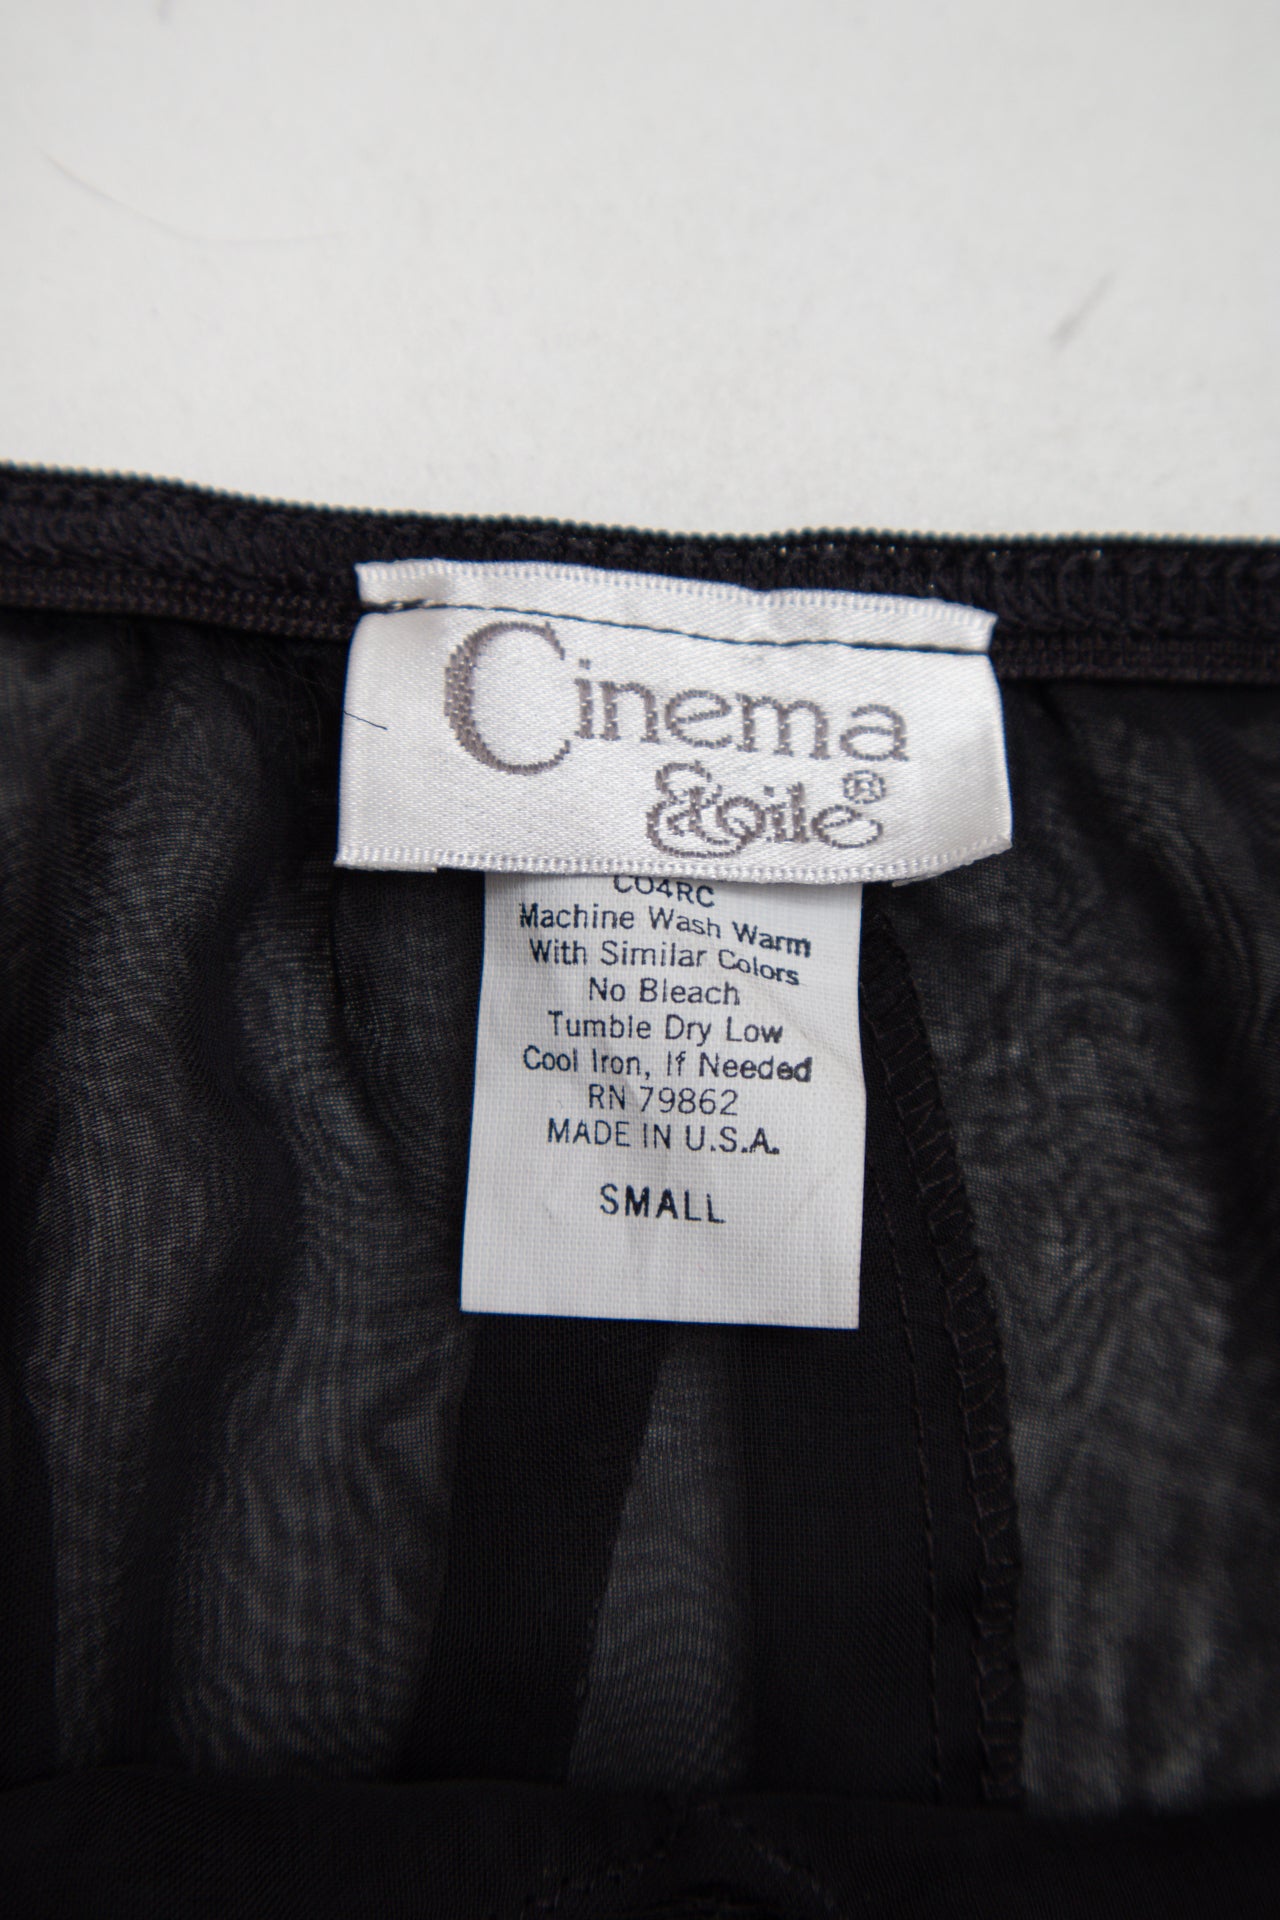 Cinema
Etoile®
C04RC
Machine Wash Warm
With Similar Colors
No Bleach
Tumble Dry Low
Cool Iron, If Needed
RN 79862
MADE IN U.S.A.
SMALL